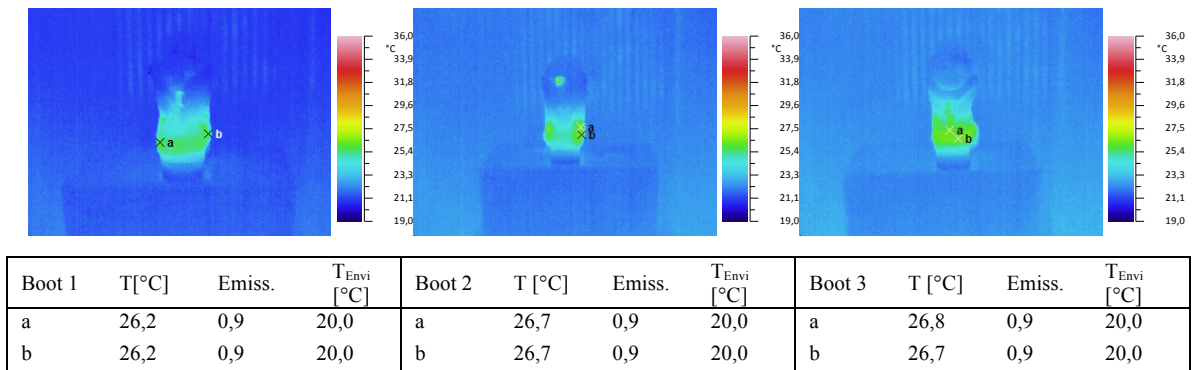 36,0
°C
33,9
31,8
29,6
27,5
25,4
23,3
21,1
19,0
a
b
36,0
°C
33,9
31,8
29,6
27,5
25,4
23,3
21,1
19,0
a
b
36,0
°C
33,9
31,8
29,6
27,5
25,4
23,3
21,1
19,0
a
b
Boot 1 T[°C] Emiss. TEnvi [°C] Boot 2 T [°C] Emiss. TEnvi [°C] Boot 3 T [°C] Emiss. TEnvi [°C]
a 26,2 0,9 20,0 a 26,7 0,9 20,0 a 26,8 0,9 20,0
b 26,2 0,9 20,0 b 26,7 0,9 20,0 b 26,7 0,9 20,0